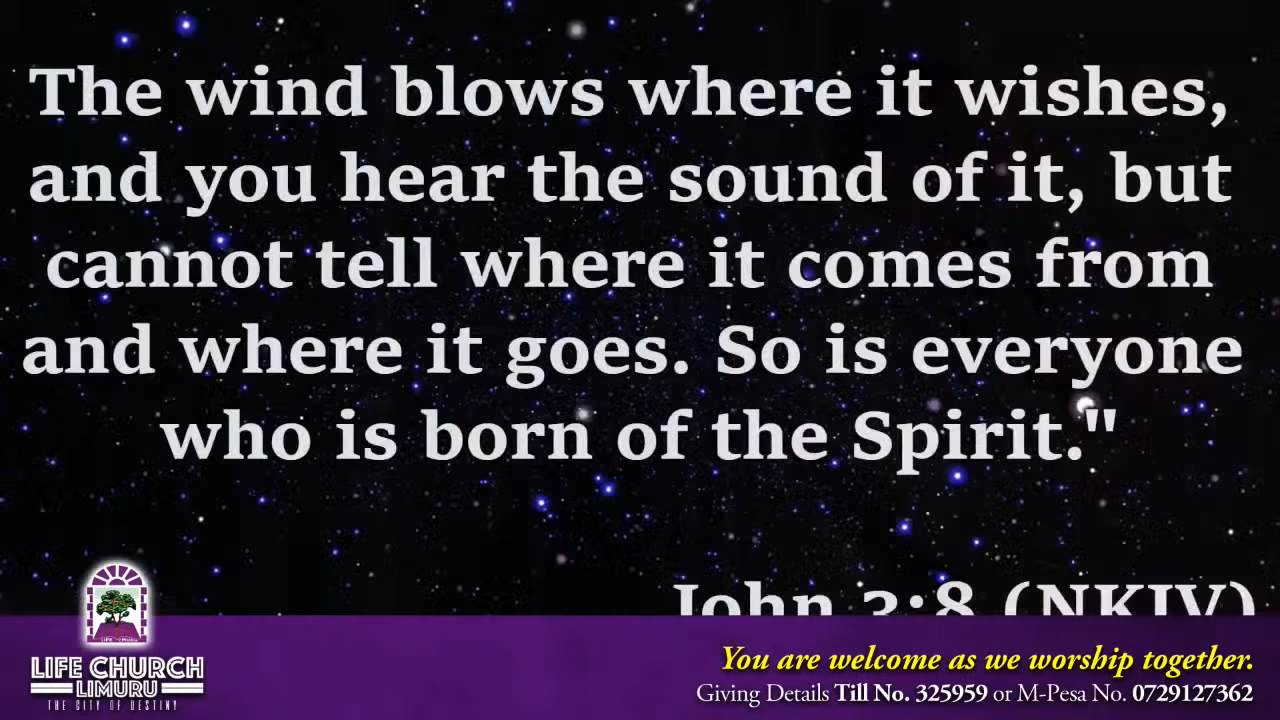 The wind blows where it wishes,
and you hear the sound of it, but
cannot tell where it comes from
and where it goes. So is everyone
who is born of the Spirit."
John 3:8 (NKJV)
LIFE CHURCH
LIMURU
THE CITY OF DESTINY
You are welcome as we worship together.
Giving Details Till No. 325959 or M-Pesa No. 0729127362